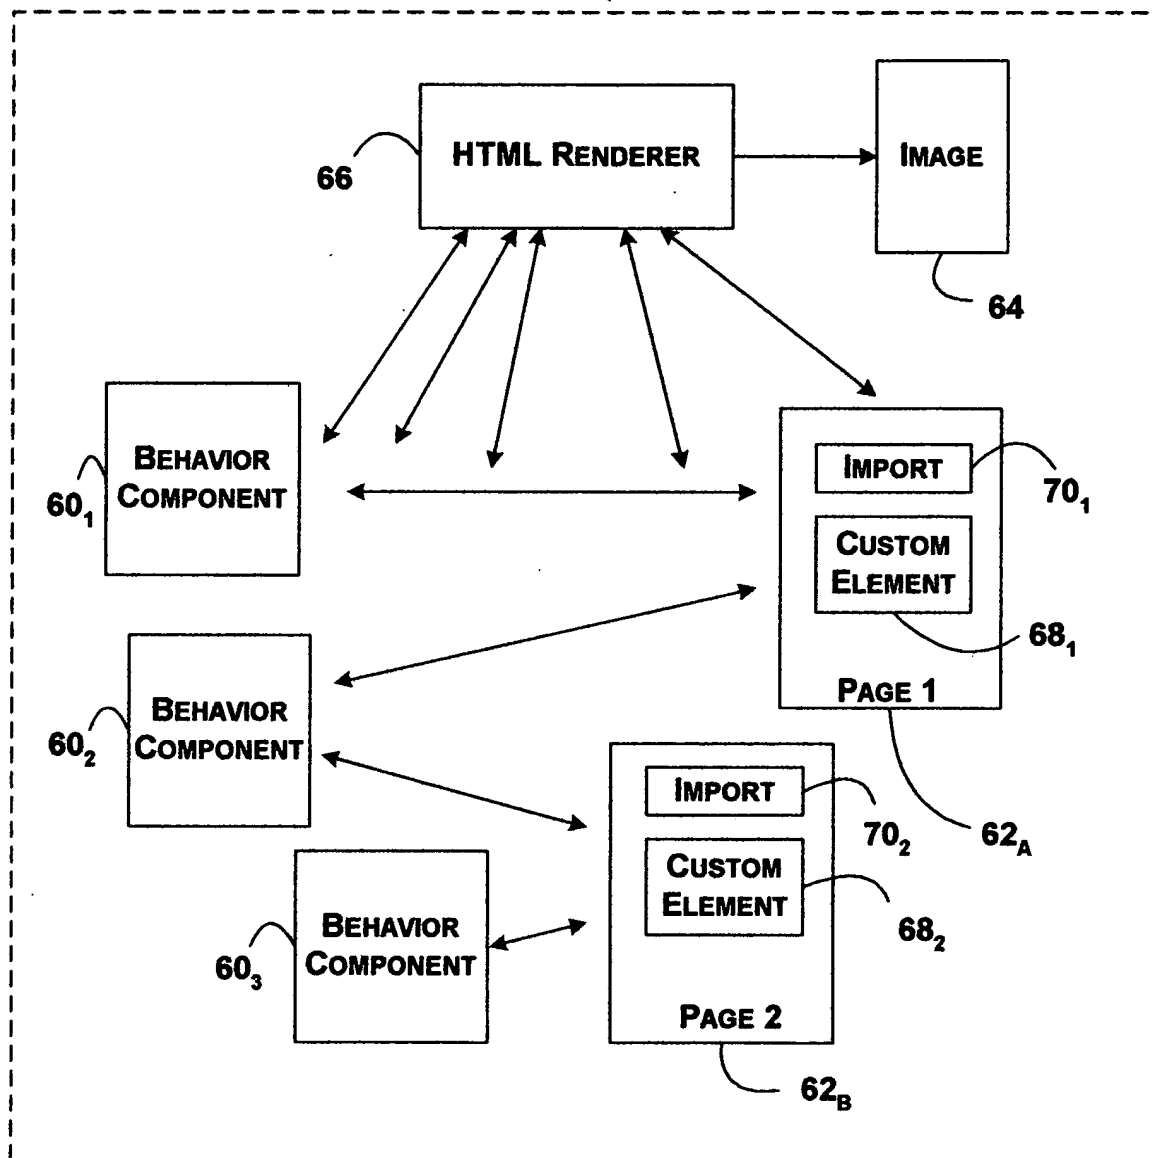 HTML RENDERER
IMAGE
66
64
BEHAVIOR
COMPONENT
60₁
IMPORT
70₁
CUSTOM
ELEMENT
68₁
PAGE 1
BEHAVIOR
COMPONENT
60₂
IMPORT
70₂
62A
CUSTOM
ELEMENT
68₂
BEHAVIOR
COMPONENT
60₃
PAGE 2
62B